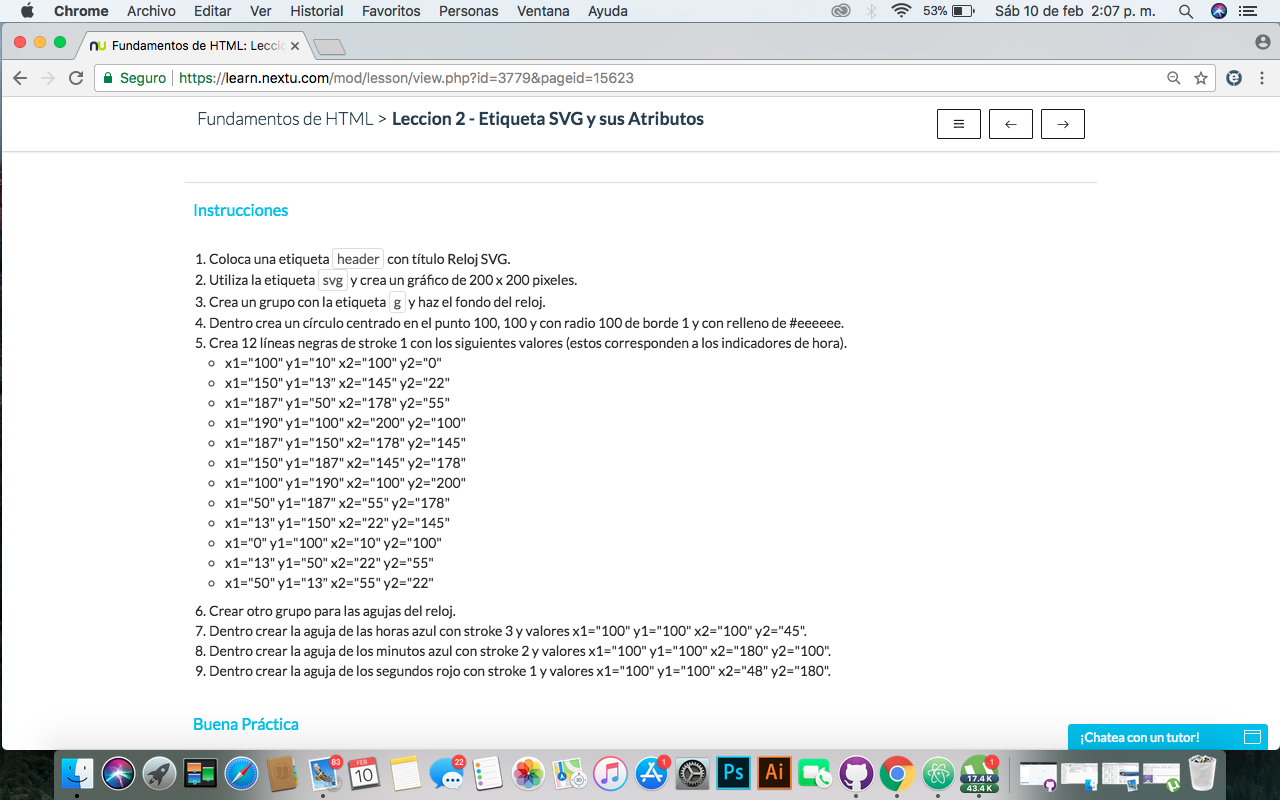 Chrome Archivo Editar Ver Historial Favoritos Personas Ventana Ayuda 53% Sáb 10 de feb 2:07 p. m.
nu Fundamentos de HTML: Lecci
Seguro https://learn.nextu.com/mod/lesson/view.php?id=3779&pageid=15623
Fundamentos de HTML > Leccion 2 - Etiqueta SVG y sus Atributos
Instrucciones
1. Coloca una etiqueta header con título Reloj SVG.
2. Utiliza la etiqueta svg y crea un gráfico de 200 x 200 pixeles.
3. Crea un grupo con la etiqueta g y haz el fondo del reloj.
4. Dentro crea un círculo centrado en el punto 100, 100 y con radio 100 de borde 1 y con relleno de #eeeeee.
5. Crea 12 líneas negras de stroke 1 con los siguientes valores (estos corresponden a los indicadores de hora).
x1="100" y1="10" x2="100" y2="0"
x1="150" y1="13" x2="145" y2="22"
x1="187" y1="50" x2="178" y2="55"
x1="190" y1="100" x2="200" y2="100"
x1="187" y1="150" x2="178" y2="145"
x1="150" y1="187" x2="145" y2="178"
x1="100" y1="190" x2="100" y2="200"
x1="50" y1="187" x2="55" y2="178"
x1="13" y1="150" x2="22" y2="145"
x1="0" y1="100" x2="10" y2="100"
x1="13" y1="50" x2="22" y2="55"
x1="50" y1="13" x2="55" y2="22"
6. Crear otro grupo para las agujas del reloj.
7. Dentro crear la aguja de las horas azul con stroke 3 y valores x1="100" y1="100" x2="100" y2="45".
8. Dentro crear la aguja de los minutos azul con stroke 2 y valores x1="100" y1="100" x2="180" y2="100".
9. Dentro crear la aguja de los segundos rojo con stroke 1 y valores x1="100" y1="100" x2="48" y2="180".
Buena Práctica
¡Chatea con un tutor!
83 FEB 10 22 1 Ps Ai 1
17.4 K
43.4 K